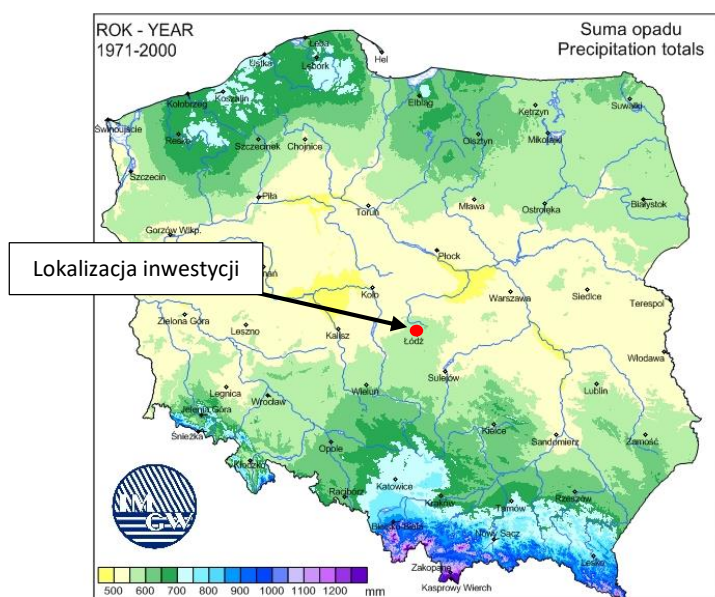 ROK - YEAR
1971-2000
Suma opadu
Precipitation totals
Łeba
Hel
Ustka
Lębork
Koszalin
Kołobrzeg
Elbląg
Kętrzyn
Suwałki
Świnoujście
Resko
Szczecinek
Chojnice
Olsztyn
Mikołajki
Szczecin
Piła
Toruń
Mława
Ostrołęka
Białystok
Gorzów Wlkp.
Płock
Lokalizacja inwestycji
Koło
Warszawa
Siedlce
Terespol
Zielona Góra
Leszno
Kalisz
Łódź
Włodawa
Sulejów
Legnica
Wieluń
Lublin
Wrocław
Jelenia Góra
Śnieżka
Opole
Kielce
Sandomierz
Zamość
Kłodzko
Racibórz
Katowice
Kraków
Tarnów
Rzeszów
Bielsko-Biała
Nowy Sącz
Lesko
Zakopane
Kasprowy Wierch
IM
GW
500 600 700 800 900 1000 1100 1200 mm